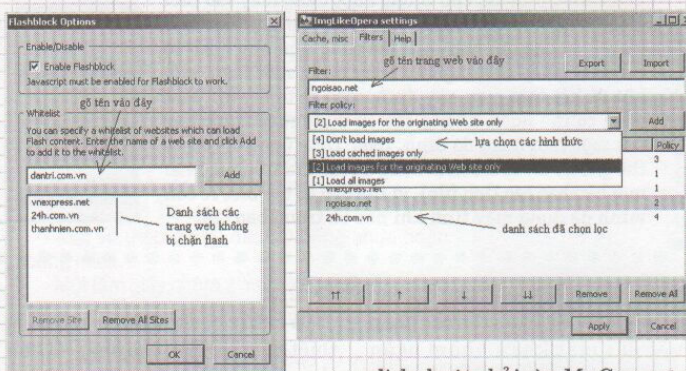 Flashblock Options
Enable/Disable
Enable Flashblock
Javascript must be enabled for Flashblock to work.
gõ tên vào đây
Whitelist
You can specify a whitelist of websites which can load
Flash content. Enter the name of a web site and click Add
to add it to the whitelist.
dantri.com.vn
Add
vnexpress.net
24h.com.vn
thanhnien.com.vn
Danh sách các
trang web không
bị chặn flash
Remove Site
Remove All Sites
OK
Cancel
ImgLikeOpera settings
Cache, misc
Filters
Help
gõ tên trang web vào đây
Export
Import
Filter:
ngoisao.net
Filter policy:
[2] Load images for the originating Web site only
Add
[4] Don't load images
lựa chọn các hình thức
[3] Load cached images only
[2] Load images for the originating Web site only
[1] Load all images
Policy
3
1
vnexpress.net
1
ngoisao.net
2
24h.com.vn
4
danh sách đã chọn lọc
Remove
Remove All
Apply
Cancel